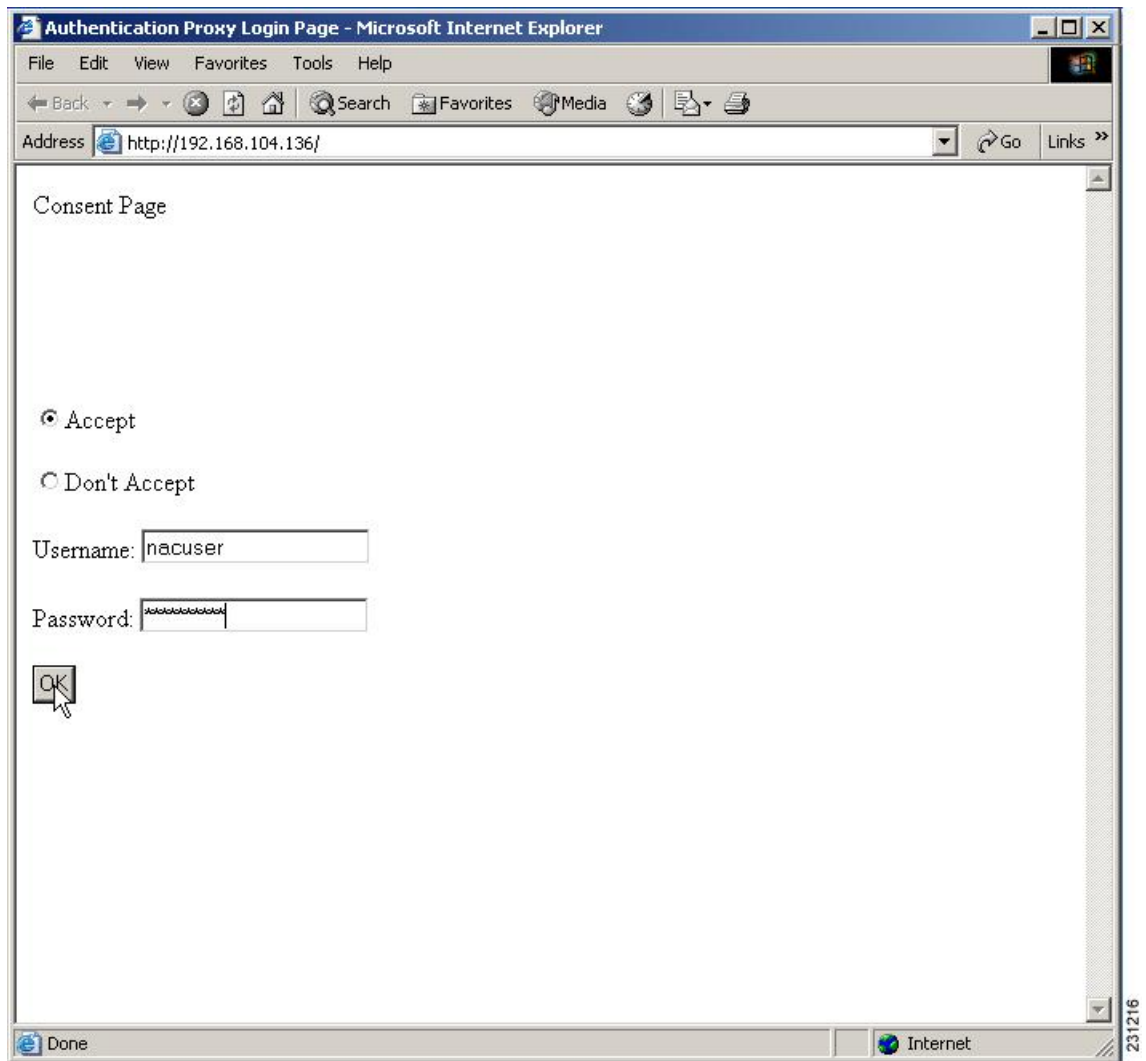 Authentication Proxy Login Page - Microsoft Internet Explorer
File Edit View Favorites Tools Help
Back Search Favorites Media
Address http://192.168.104.136/ Go Links »
Consent Page
Accept
Don't Accept
Username: nacuser
Password: **********
OK
Done Internet
231216